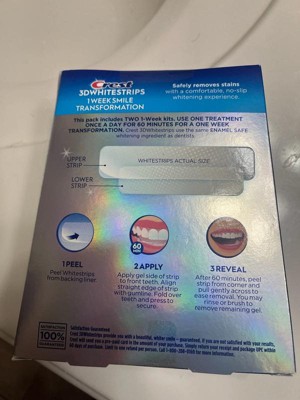 Crest
3DWHITESTRIPS
1 WEEK SMILE
TRANSFORMATION
Safely removes stains
with a comfortable, no-slip
whitening experience.
This pack includes TWO 1-Week kits. USE ONE TREATMENT
ONCE A DAY FOR 60 MINUTES FOR A ONE WEEK
TRANSFORMATION. Crest 3DWhitestrips use the same ENAMEL SAFE
whitening ingredient as dentists.
UPPER
STRIP
WHITESTRIPS ACTUAL SIZE
LOWER
STRIP
60
1 PEEL
Peel Whitestrips
from backing liner
2 APPLY
Apply gel side of strip
to front teeth. Align
straight edge of strip
with gumline. Fold over
teeth and press to
secure.
3 REVEAL
After 60 minutes, peel
strip from corner and
pull gently across to
ease removal. You may
rinse or brush to
remove remaining gel.
100%
Satisfaction Guaranteed